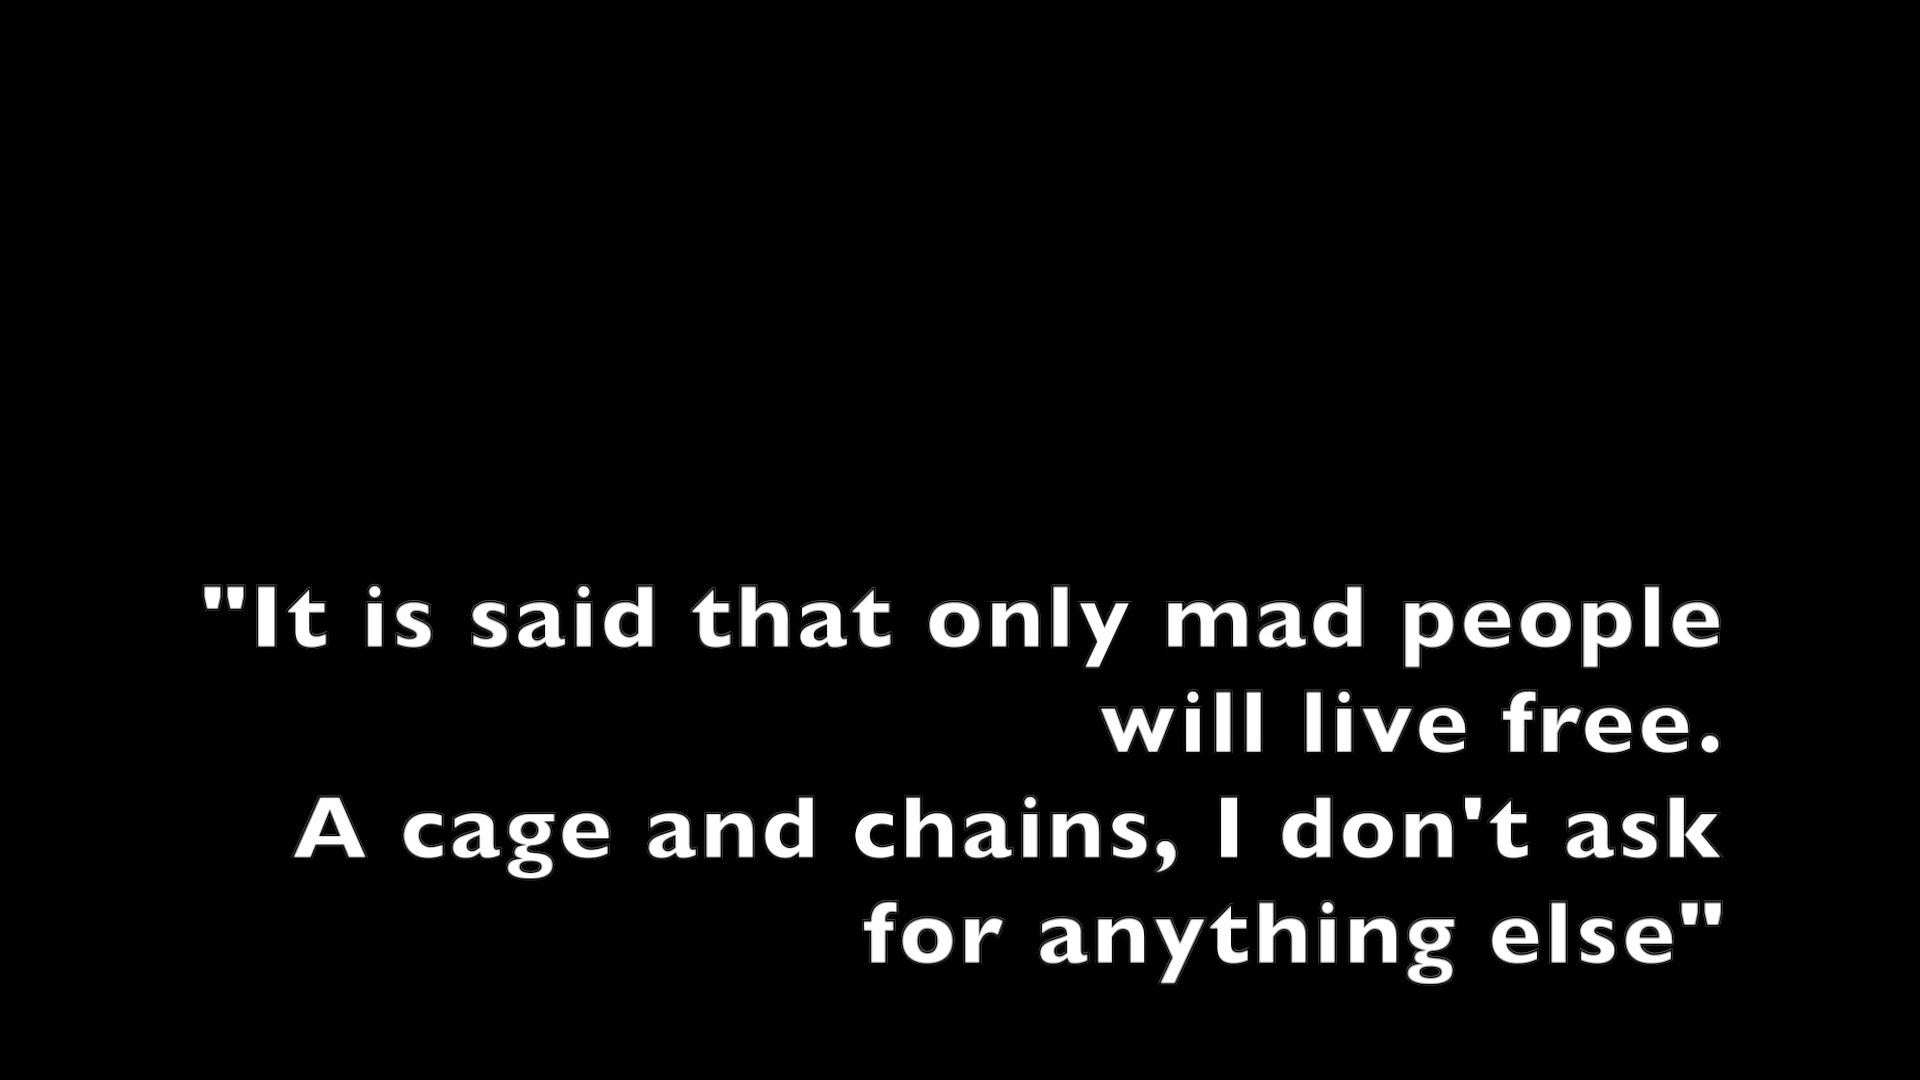 "It is said that only mad people
will live free.
A cage and chains, I don't ask
for anything else"